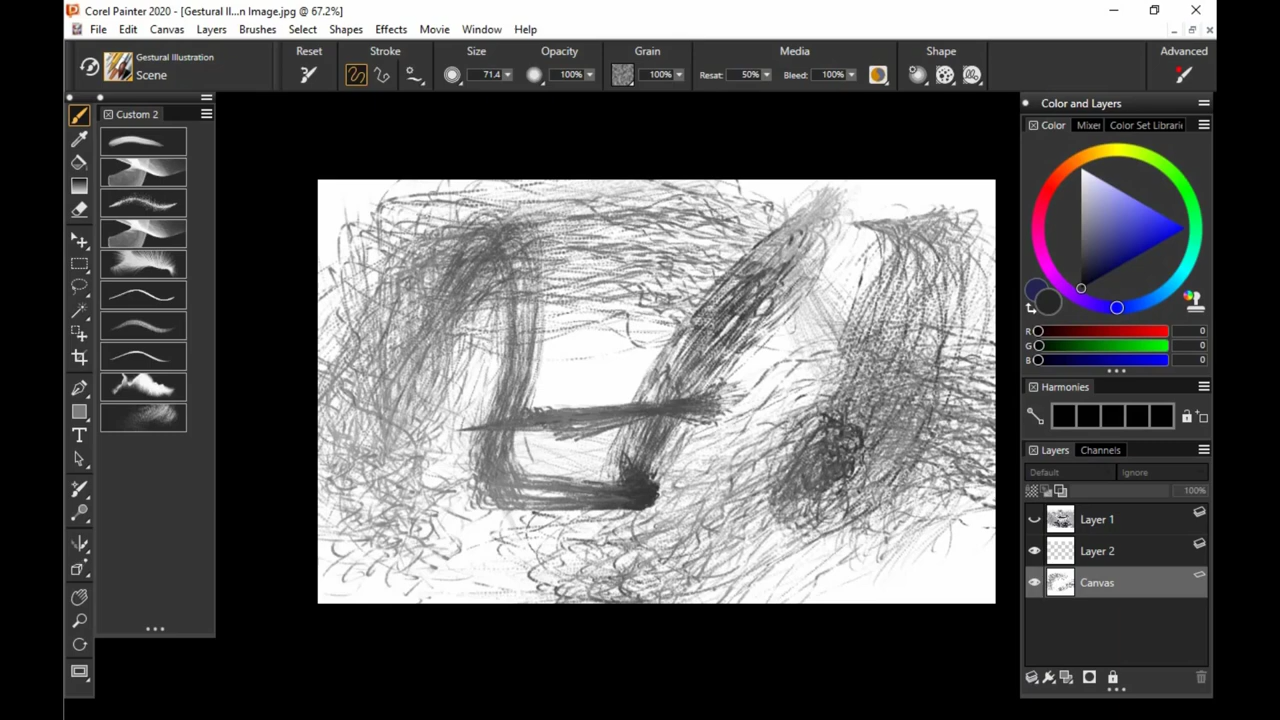 Corel Painter 2020 - [Gestural Il...n Image.jpg @ 67.2%]
File Edit Canvas Layers Brushes Select Shapes Effects Movie Window Help
Gestural Illustration
Scene
Reset Stroke Size Opacity Grain Media Shape Advanced
71.4 100% 100% Resat: 50% Bleed: 100%
Custom 2
Color and Layers
Color Mixer Color Set Librari
R 0
G 0
B 0
Harmonies
Layers Channels
Default Ignore
100%
Layer 1
Layer 2
Canvas
T